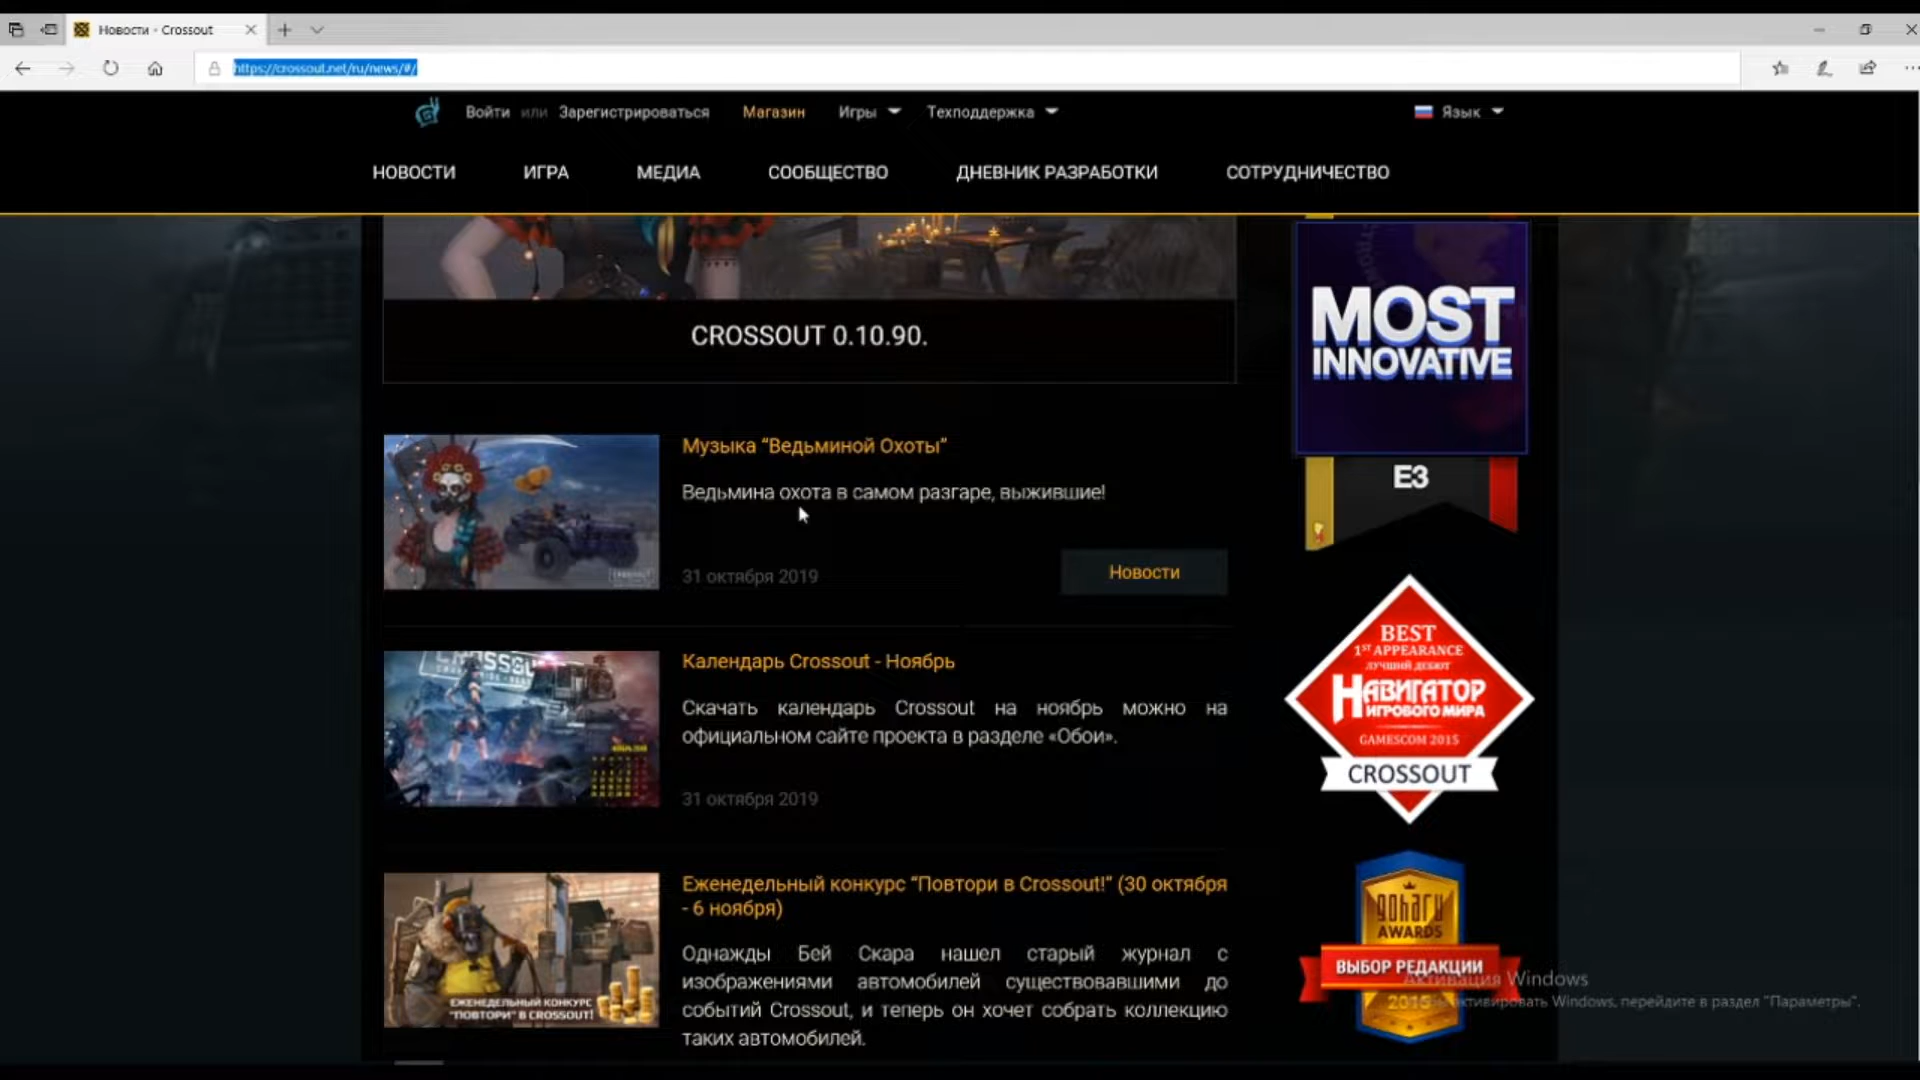 Новости - Crossout
https://crossout.net/ru/news/#/
Войти или Зарегистрироваться Магазин Игры Техподдержка Язык
НОВОСТИ ИГРА МЕДИА СООБЩЕСТВО ДНЕВНИК РАЗРАБОТКИ СОТРУДНИЧЕСТВО
CROSSOUT 0.10.90.
Музыка “Ведьминой Охоты”
Ведьмина охота в самом разгаре, выжившие!
31 октября 2019
Новости
Календарь Crossout - Ноябрь
Скачать календарь Crossout на ноябрь можно на
официальном сайте проекта в разделе «Обои».
31 октября 2019
ЕЖЕНЕДЕЛЬНЫЙ КОНКУРС
"ПОВТОРИ" В CROSSOUT!
Еженедельный конкурс “Повтори в Crossout!” (30 октября
- 6 ноября)
Однажды Бей Скара нашел старый журнал с
изображениями автомобилей существовавшими до
событий Crossout, и теперь он хочет собрать коллекцию
таких автомобилей.
MOST
INNOVATIVE
E3
BEST
1ST APPEARANCE
ЛУЧШИЙ ДЕБЮТ
НАВИГАТОР
ИГРОВОГО МИРА
GAMESCOM 2015
CROSSOUT
goha.ru
AWARDS
ВЫБОР РЕДАКЦИИ
Активация Windows
активировать Windows, перейдите в раздел "Параметры".